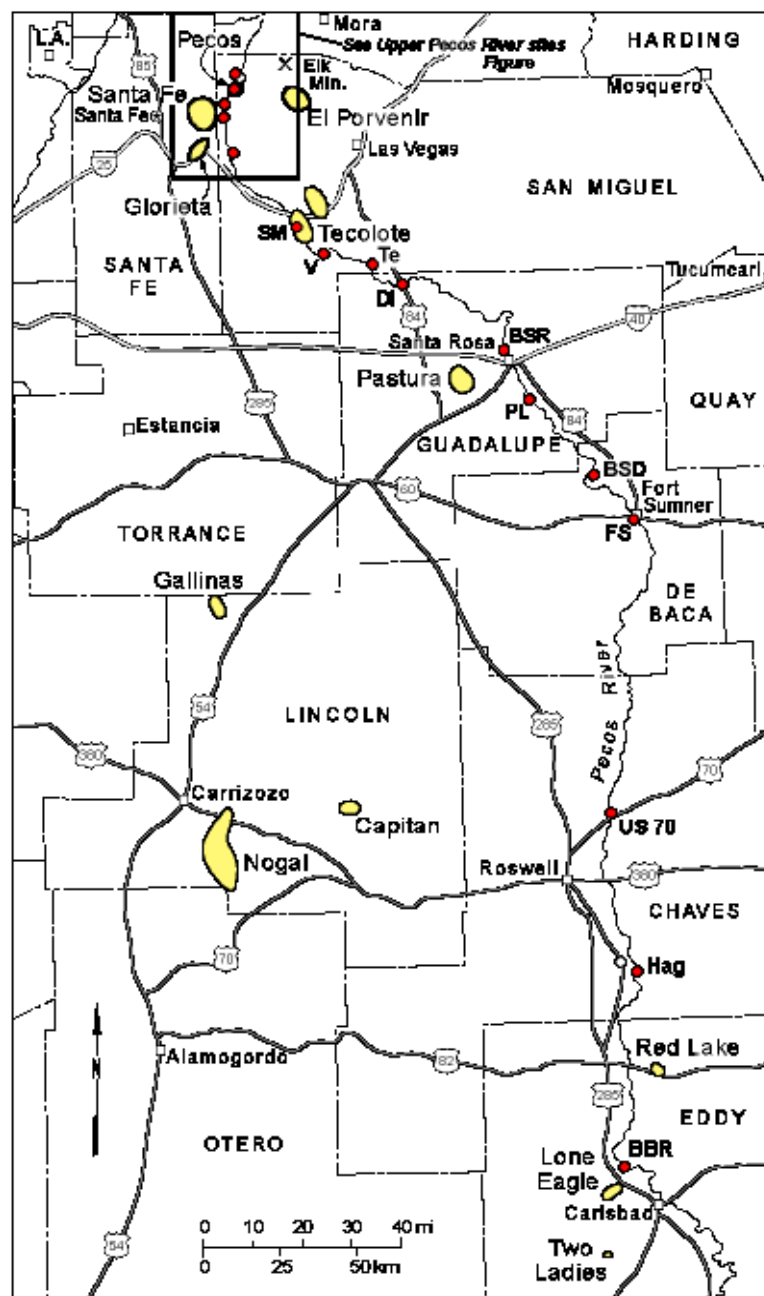 Mora
HARDING
L.A.
Pecos
See Upper Pecos River sites
Figure
85
Elk
Mtn.
Mosquero
Santa Fe
Santa Fe
El Porvenir
Las Vegas
25
SAN MIGUEL
Glorieta
SM
Tecolote
SANTA
FE
V
Te
Tucumcari
DI
84
40
BSR
Santa Rosa
Pastura
QUAY
285
PL
84
Estancia
GUADALUPE
BSD
60
Fort
Sumner
FS
TORRANCE
Gallinas
DE
BACA
Pecos River
54
LINCOLN
285
380
70
Carrizozo
Capitan
US 70
Nogal
Roswell
380
CHAVES
70
Hag
N
Alamogordo
82
Red Lake
285
EDDY
OTERO
BBR
Lone
Eagle
Carlsbad
0 10 20 30 40 mi
54
0 25 50 km
Two
Ladies